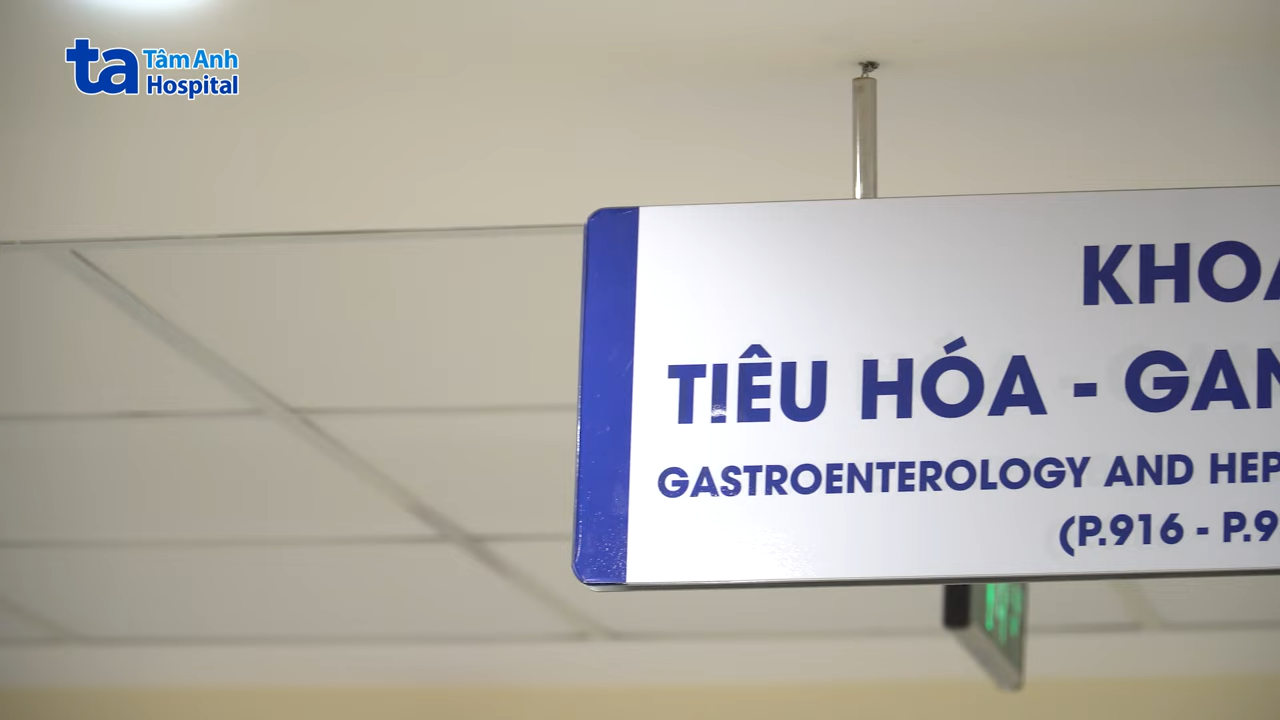 ta Tâm Anh
Hospital
KHOA
TIÊU HÓA - GAN
GASTROENTEROLOGY AND HEP
(P.916 - P.9